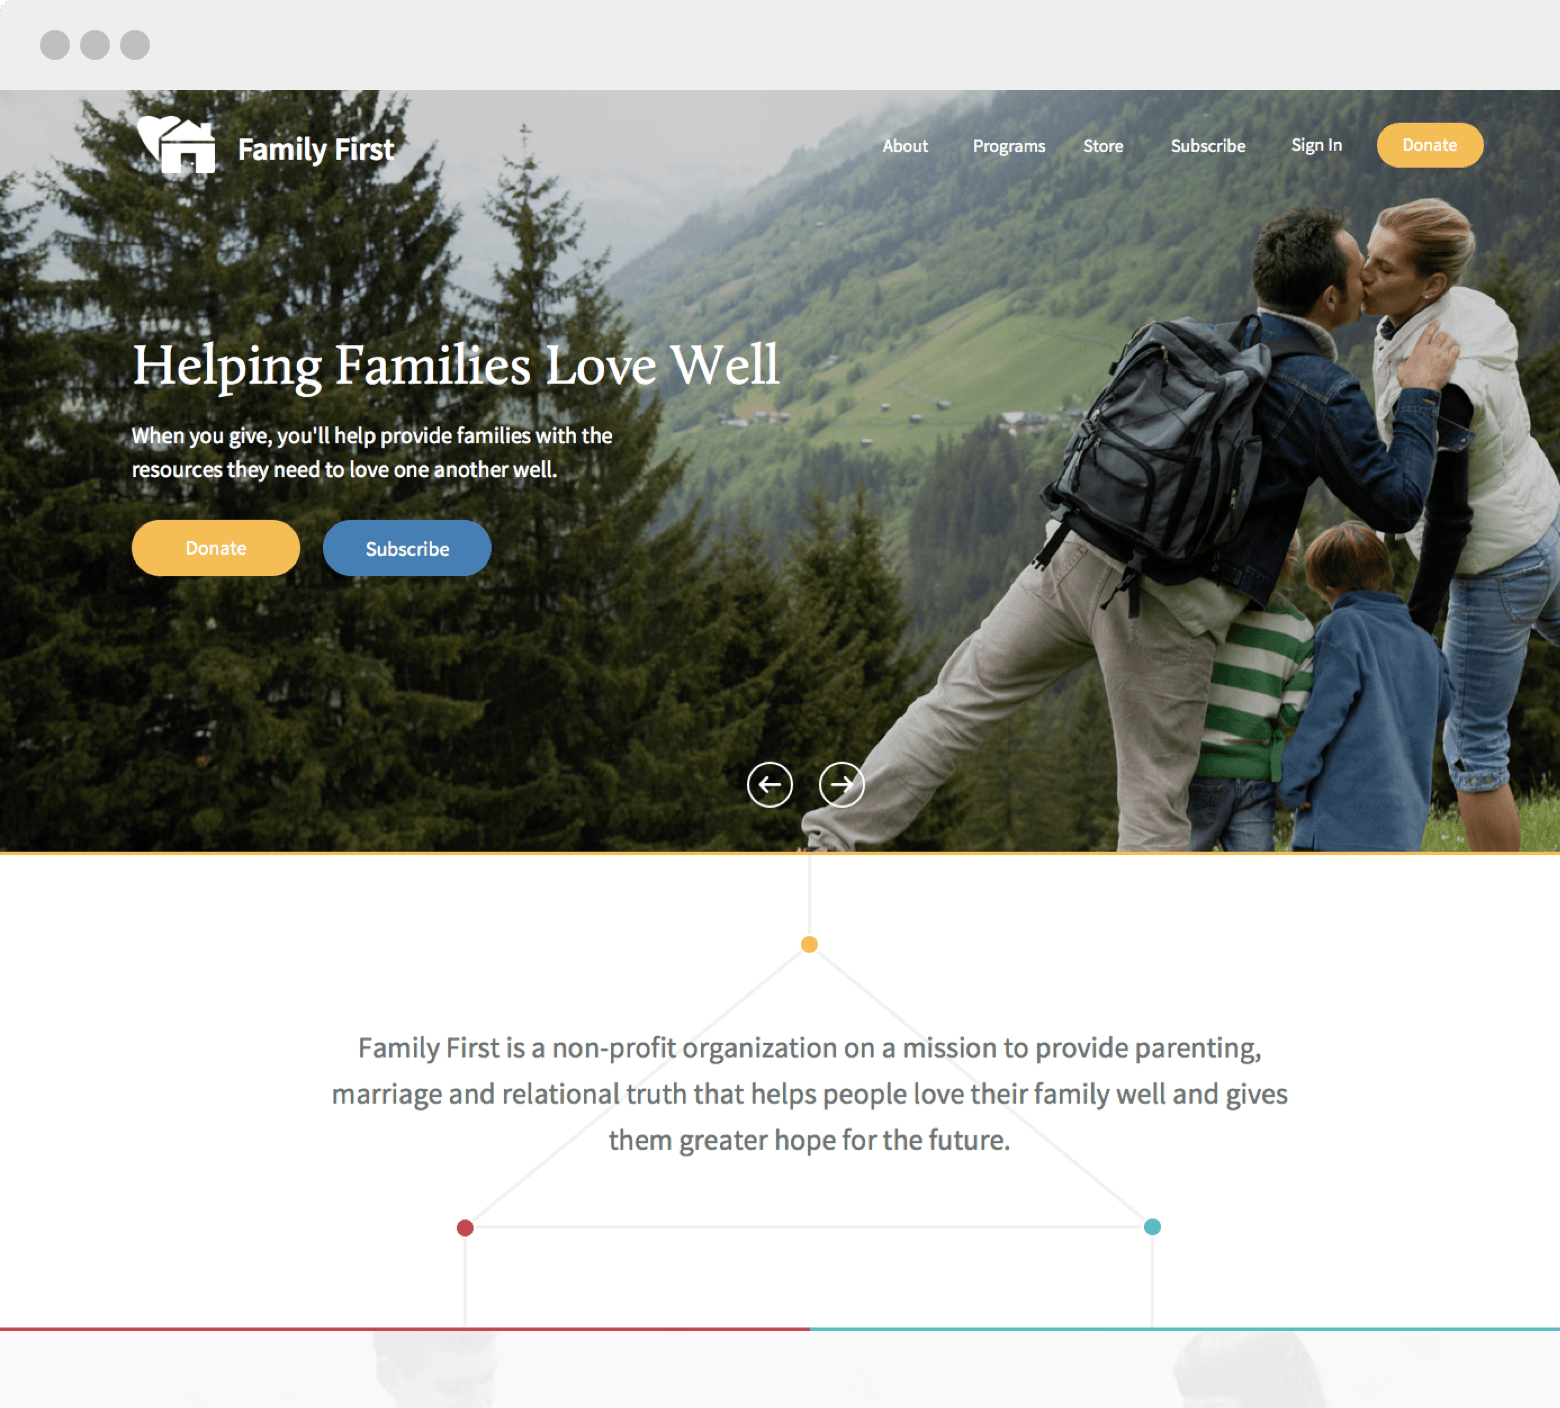 Family First
About Programs Store Subscribe Sign In Donate
Helping Families Love Well
When you give, you'll help provide families with the
resources they need to love one another well.
Donate Subscribe
Family First is a non-profit organization on a mission to provide parenting,
marriage and relational truth that helps people love their family well and gives
them greater hope for the future.